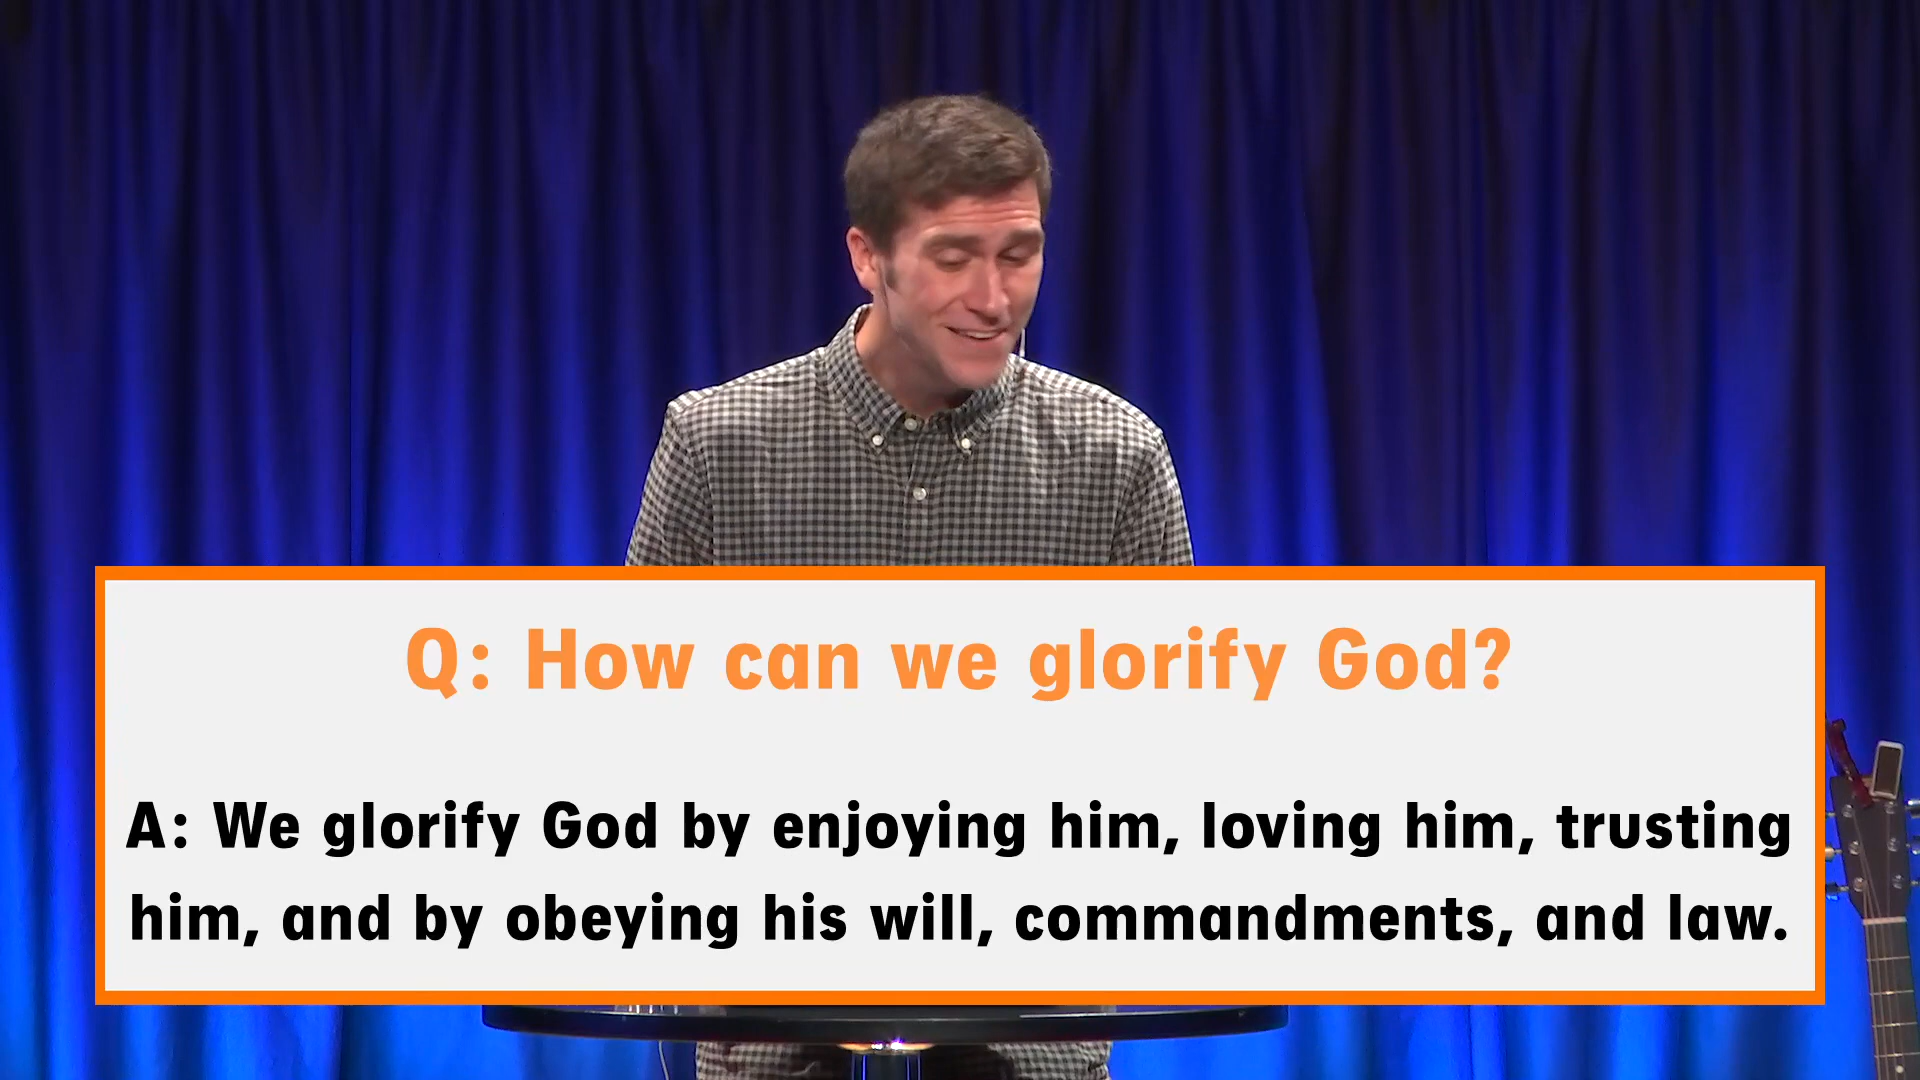 Q: How can we glorify God?
A: We glorify God by enjoying him, loving him, trusting
him, and by obeying his will, commandments, and law.